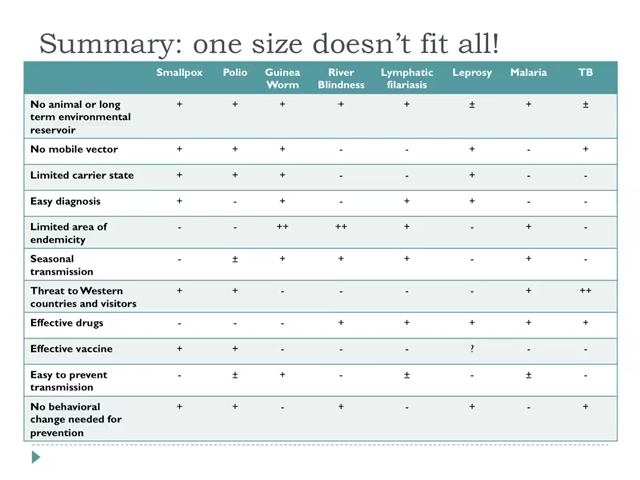 Summary: one size doesn't fit all!
Smallpox Polio Guinea Worm River Blindness Lymphatic filariasis Leprosy Malaria TB
No animal or long term environmental reservoir + + + + + ± + ±
No mobile vector + + + - - + - +
Limited carrier state + + + - - + - -
Easy diagnosis + - + - + + - -
Limited area of endemicity - - ++ ++ + - + -
Seasonal transmission - ± + + + - + -
Threat to Western countries and visitors + + - - - - + ++
Effective drugs - - - + + + + +
Effective vaccine + + - - - ? - -
Easy to prevent transmission - ± + - ± - ± -
No behavioral change needed for prevention + + - + - + - +